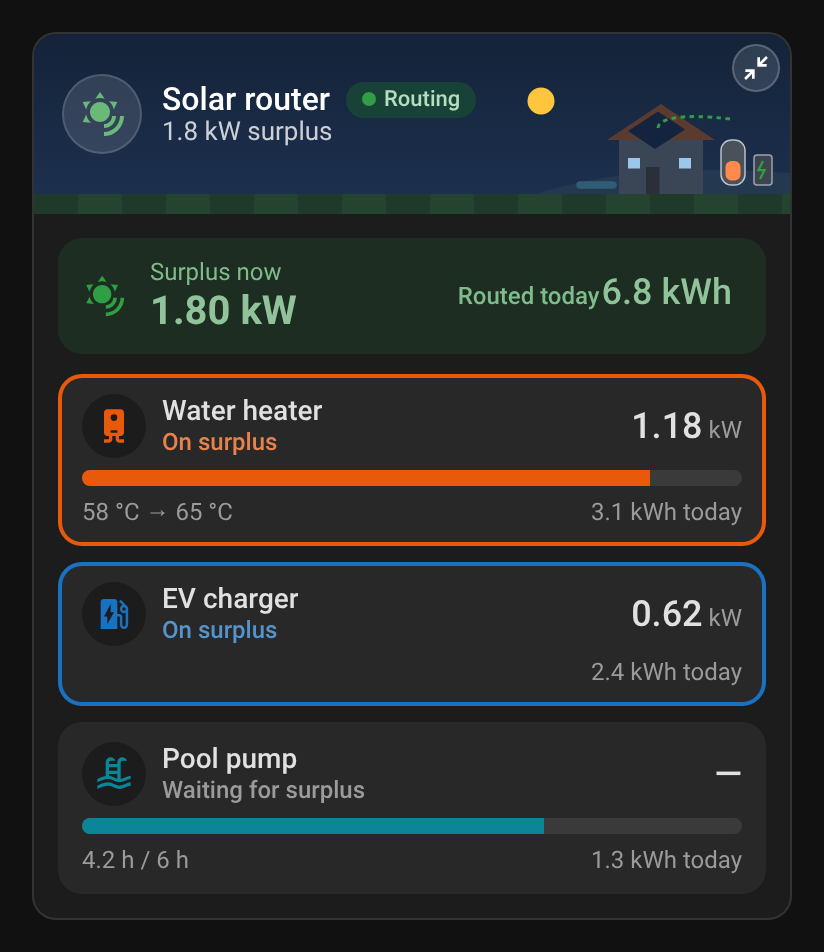 Solar router
Routing
1.8 kW surplus
Surplus now
1.80 kW
Routed today 6.8 kWh
Water heater
On surplus
1.18 kW
58 °C → 65 °C
3.1 kWh today
EV charger
On surplus
0.62 kW
2.4 kWh today
Pool pump
Waiting for surplus
—
4.2 h / 6 h
1.3 kWh today